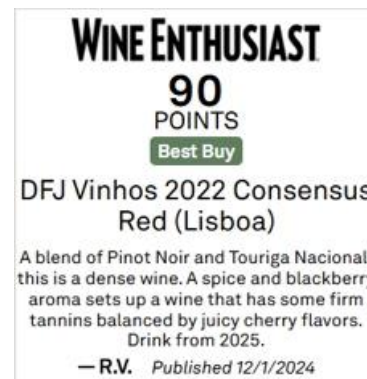 WINE ENTHUSIAST
90
POINTS
Best Buy
DFJ Vinhos 2022 Consensus
Red (Lisboa)
A blend of Pinot Noir and Touriga Nacional,
this is a dense wine. A spice and blackberry
aroma sets up a wine that has some firm
tannins balanced by juicy cherry flavors.
Drink from 2025.
— R.V. Published 12/1/2024